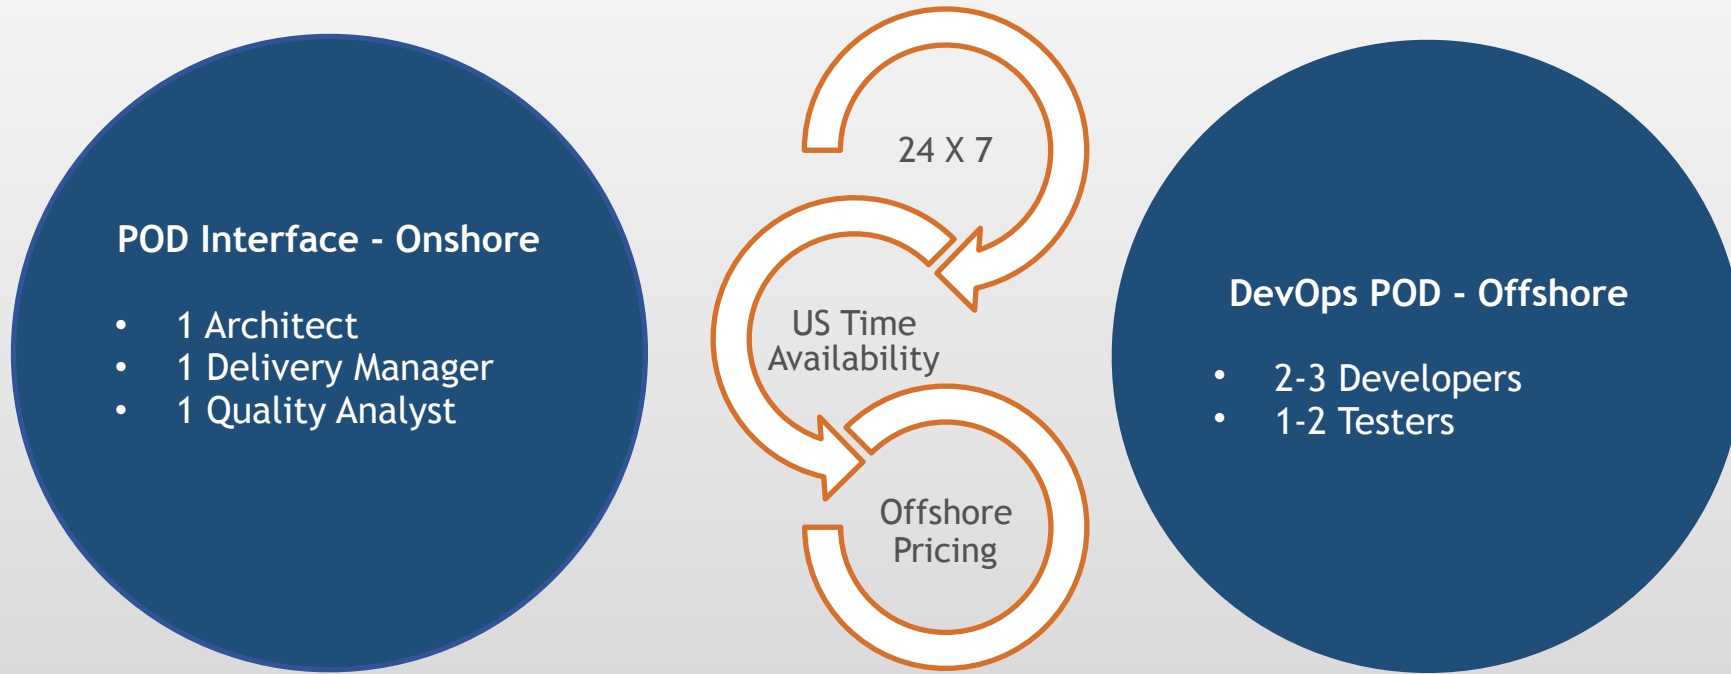 POD Interface - Onshore
• 1 Architect
• 1 Delivery Manager
• 1 Quality Analyst
24 X 7
US Time
Availability
Offshore
Pricing
DevOps POD - Offshore
• 2-3 Developers
• 1-2 Testers